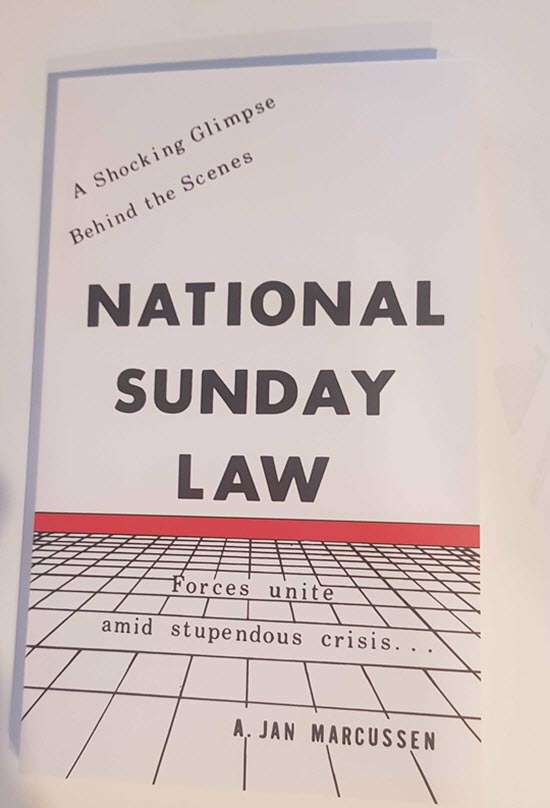 A Shocking Glimpse
Behind the Scenes
NATIONAL
SUNDAY
LAW
Forces unite
amid stupendous crisis...
A. JAN MARCUSSEN